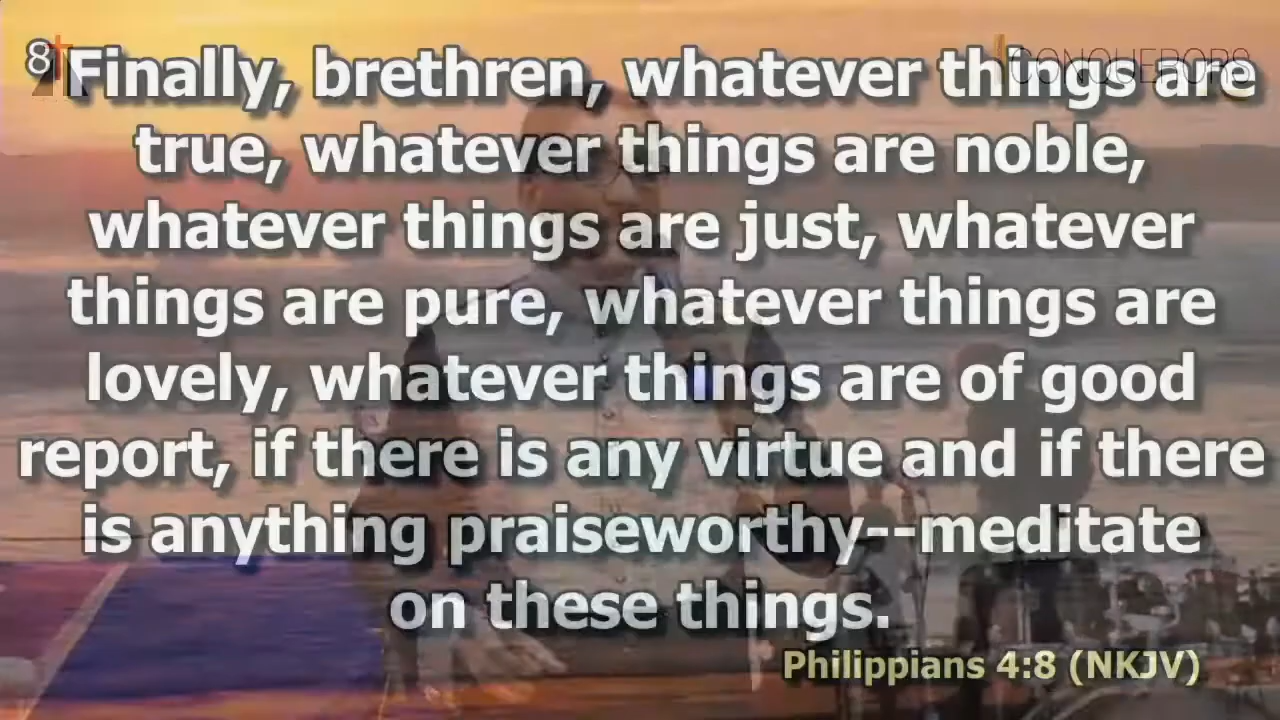 8 Finally, brethren, whatever things are
true, whatever things are noble,
whatever things are just, whatever
things are pure, whatever things are
lovely, whatever things are of good
report, if there is any virtue and if there
is anything praiseworthy--meditate
on these things.
Philippians 4:8 (NKJV)
CONQUERORS